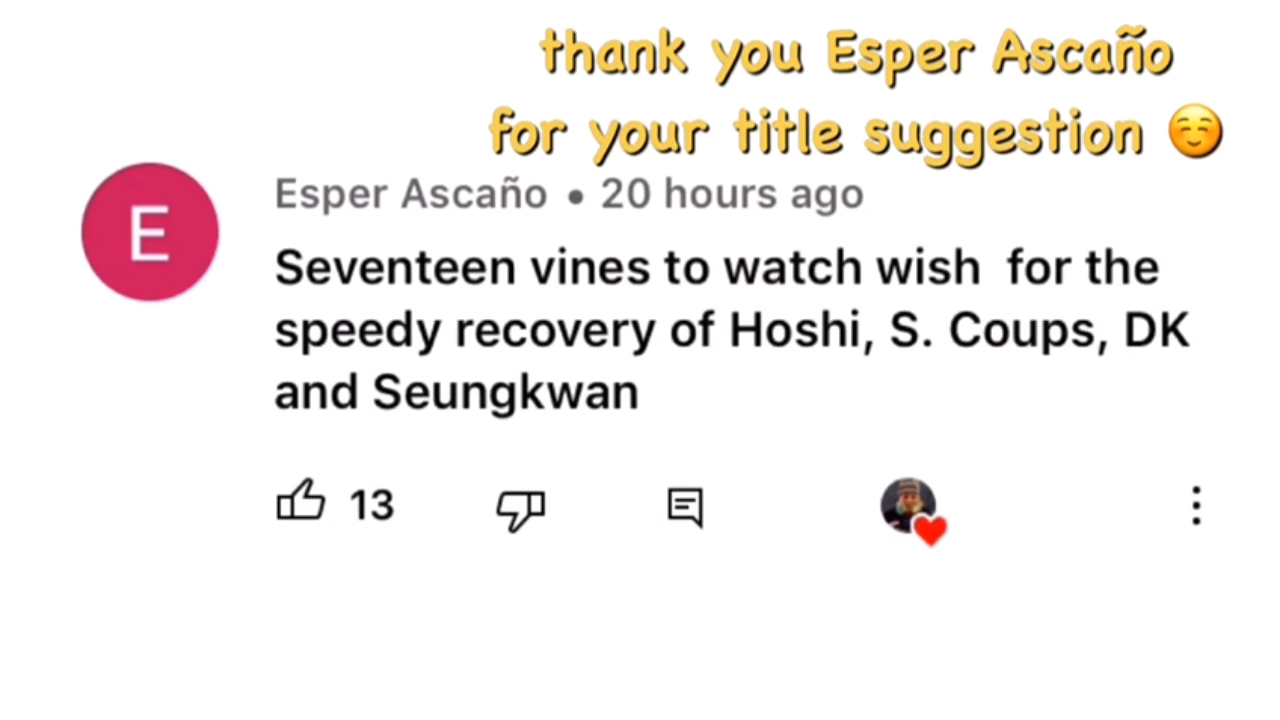 thank you Esper Ascaño
for your title suggestion ☺️
E
Esper Ascaño • 20 hours ago
Seventeen vines to watch wish  for the
speedy recovery of Hoshi, S. Coups, DK
and Seungkwan
13